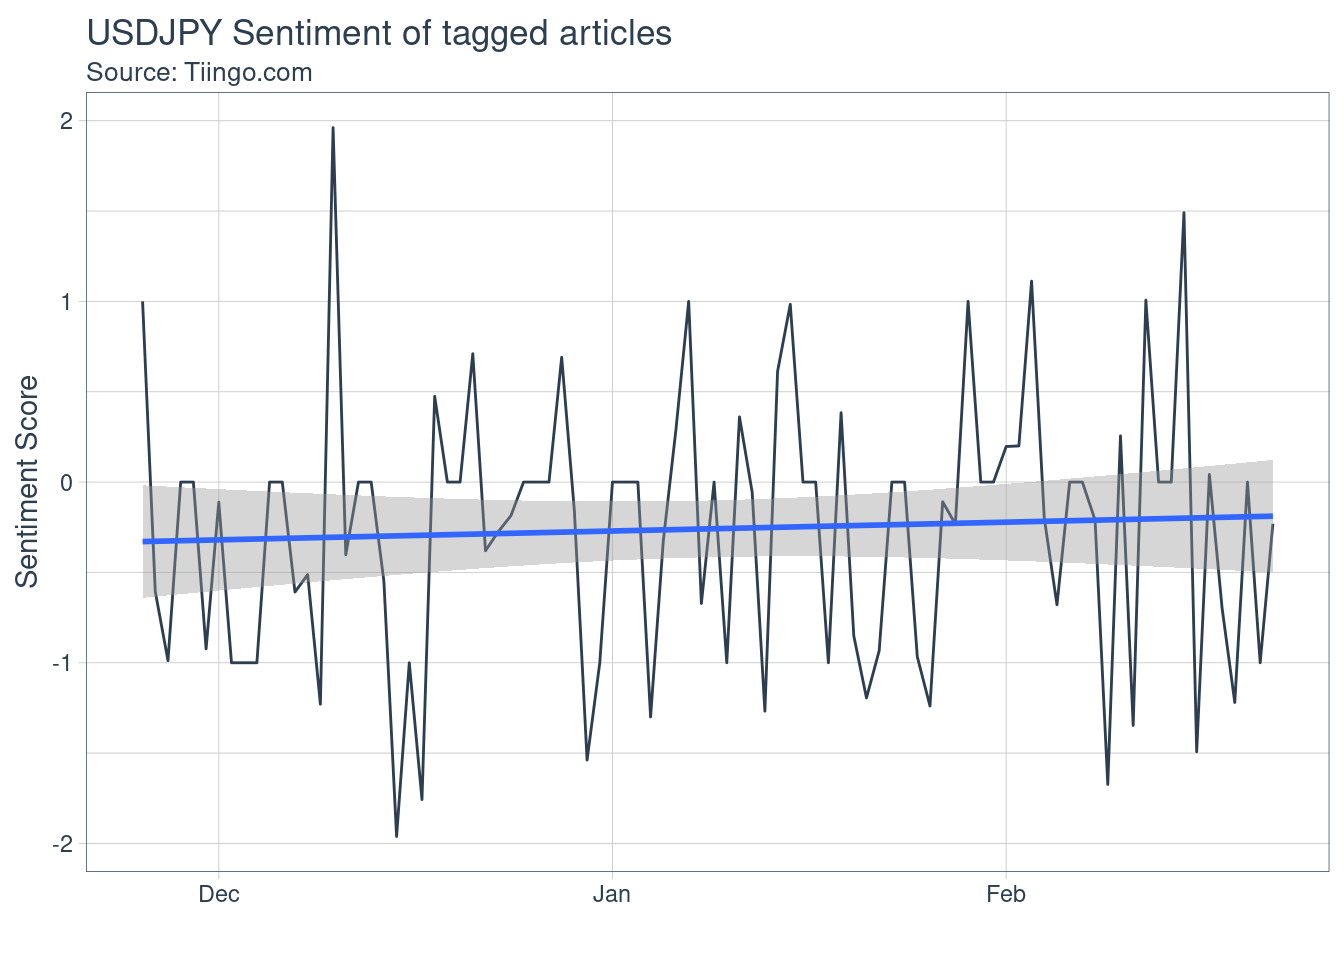 USDJPY Sentiment of tagged articles
Source: Tiingo.com
Sentiment Score
2
1
0
-1
-2
Dec
Jan
Feb